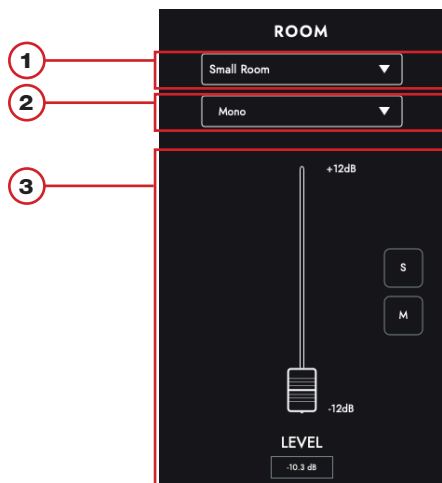 ROOM
1
Small Room
2
Mono
3
+12dB
S
M
-12dB
LEVEL
-10.3 dB